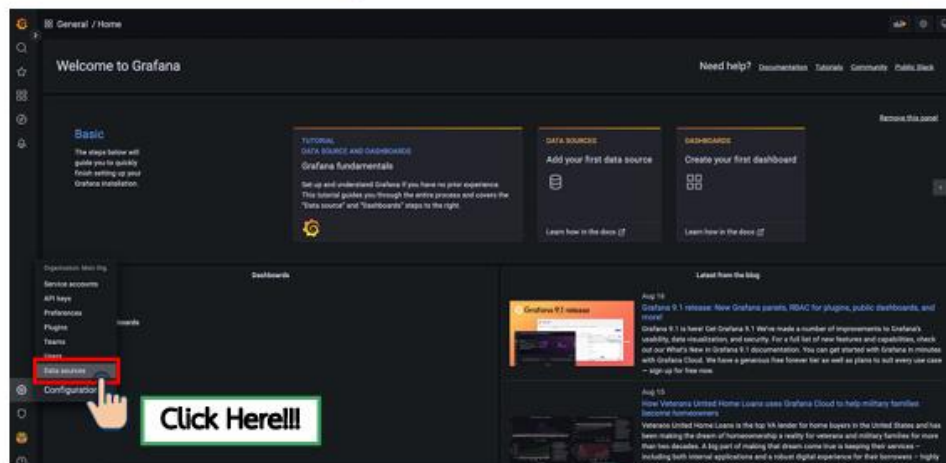 General / Home
Welcome to Grafana
Need help? Documentation Tutorials Community Public Slack
Remove this panel
Basic
The steps below will
guide you to quickly
finish setting up your
Grafana installation.
TUTORIAL
DATA SOURCE AND DASHBOARDS
Grafana fundamentals
Set up and understand Grafana if you have no prior experience.
This tutorial guides you through the entire process and covers the
"Data source" and "Dashboards" steps to the right.
DATA SOURCES
Add your first data source
Learn how in the docs
DASHBOARDS
Create your first dashboard
Learn how in the docs
Organization: Main Org.
Service accounts
API keys
Preferences
Plugins
Teams
Users
Data sources
Configuration
Click Here!!!
Dashboards
Latest from the blog
Grafana 9.1 release
Aug 16
Grafana 9.1 release: New Grafana panels, RBAC for plugins, public dashboards, and
more!
Grafana 9.1 is here! Get Grafana 9.1 We've made a number of improvements to Grafana's
usability, data visualization, and security. For a full list of new features and capabilities, check
out our What's New in Grafana 9.1 documentation. You can get started with Grafana in minutes
with Grafana Cloud. We have a generous free forever tier as well as plans to suit every use case
— sign up for free now.
Aug 15
How Veterans United Home Loans uses Grafana Cloud to help military families
become homeowners
Veterans United Home Loans is the top VA lender for home buyers in the United States and has
been making the dream of homeownership a reality for veterans and military families for more
than two decades. A big part of making that dream come true is keeping their services –
including both internal applications and a robust digital experience for their borrowers – highly